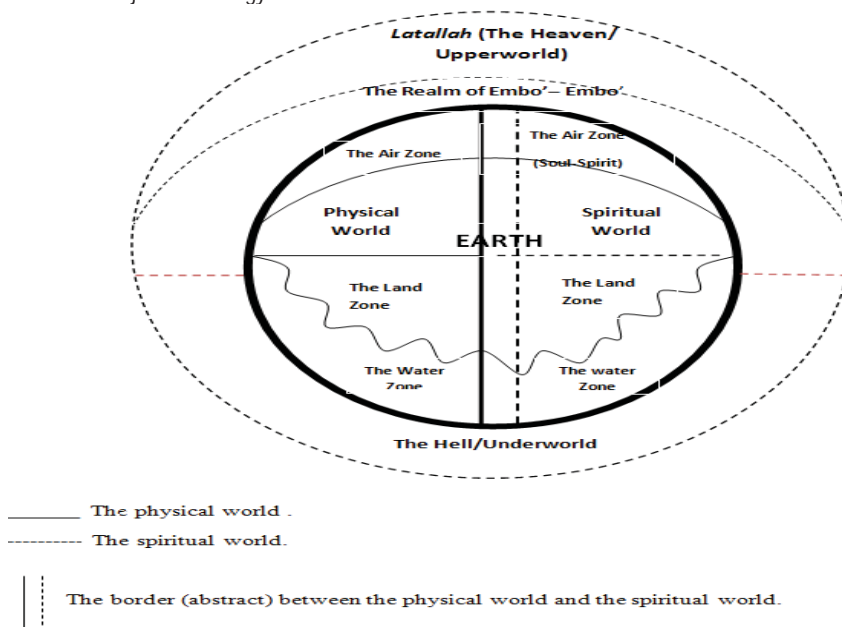 Latallah (The Heaven/
Upperworld)
The Realm of Embo’– Embo’
The Air Zone
The Air Zone
(Soul-Spirit)
Physical
World
Spiritual
World
EARTH
The Land
Zone
The Land
Zone
The Water
Zone
The water
Zone
The Hell/Underworld
The physical world .
The spiritual world.
The border (abstract) between the physical world and the spiritual world.